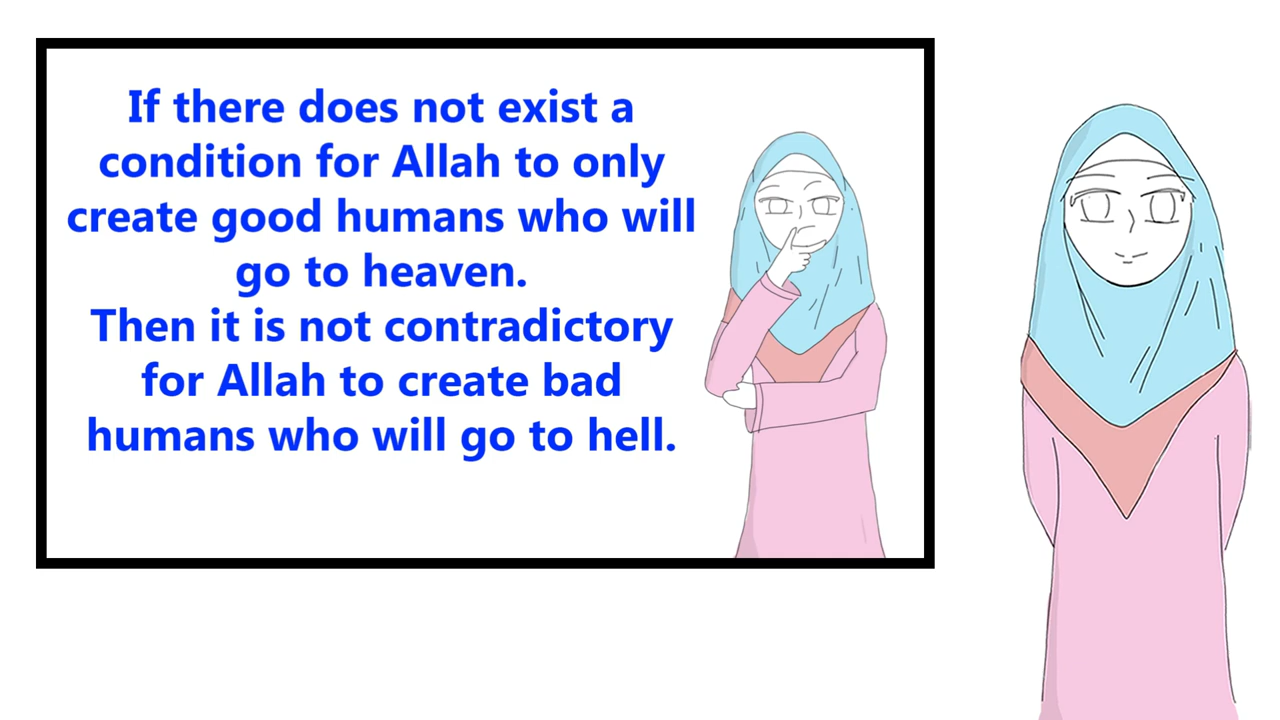 If there does not exist a
condition for Allah to only
create good humans who will
go to heaven.
Then it is not contradictory
for Allah to create bad
humans who will go to hell.